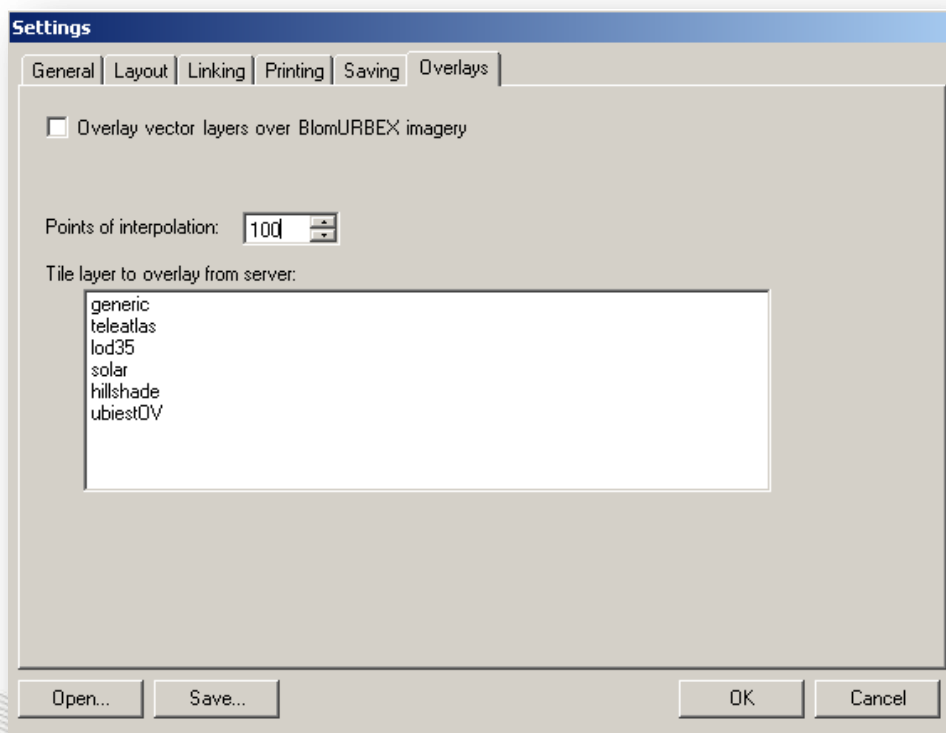 Settings
General Layout Linking Printing Saving Overlays
Overlay vector layers over BlomURBEX imagery
Points of interpolation: 100
Tile layer to overlay from server:
generic
teleatlas
lod35
solar
hillshade
ubiestOV
Open... Save... OK Cancel